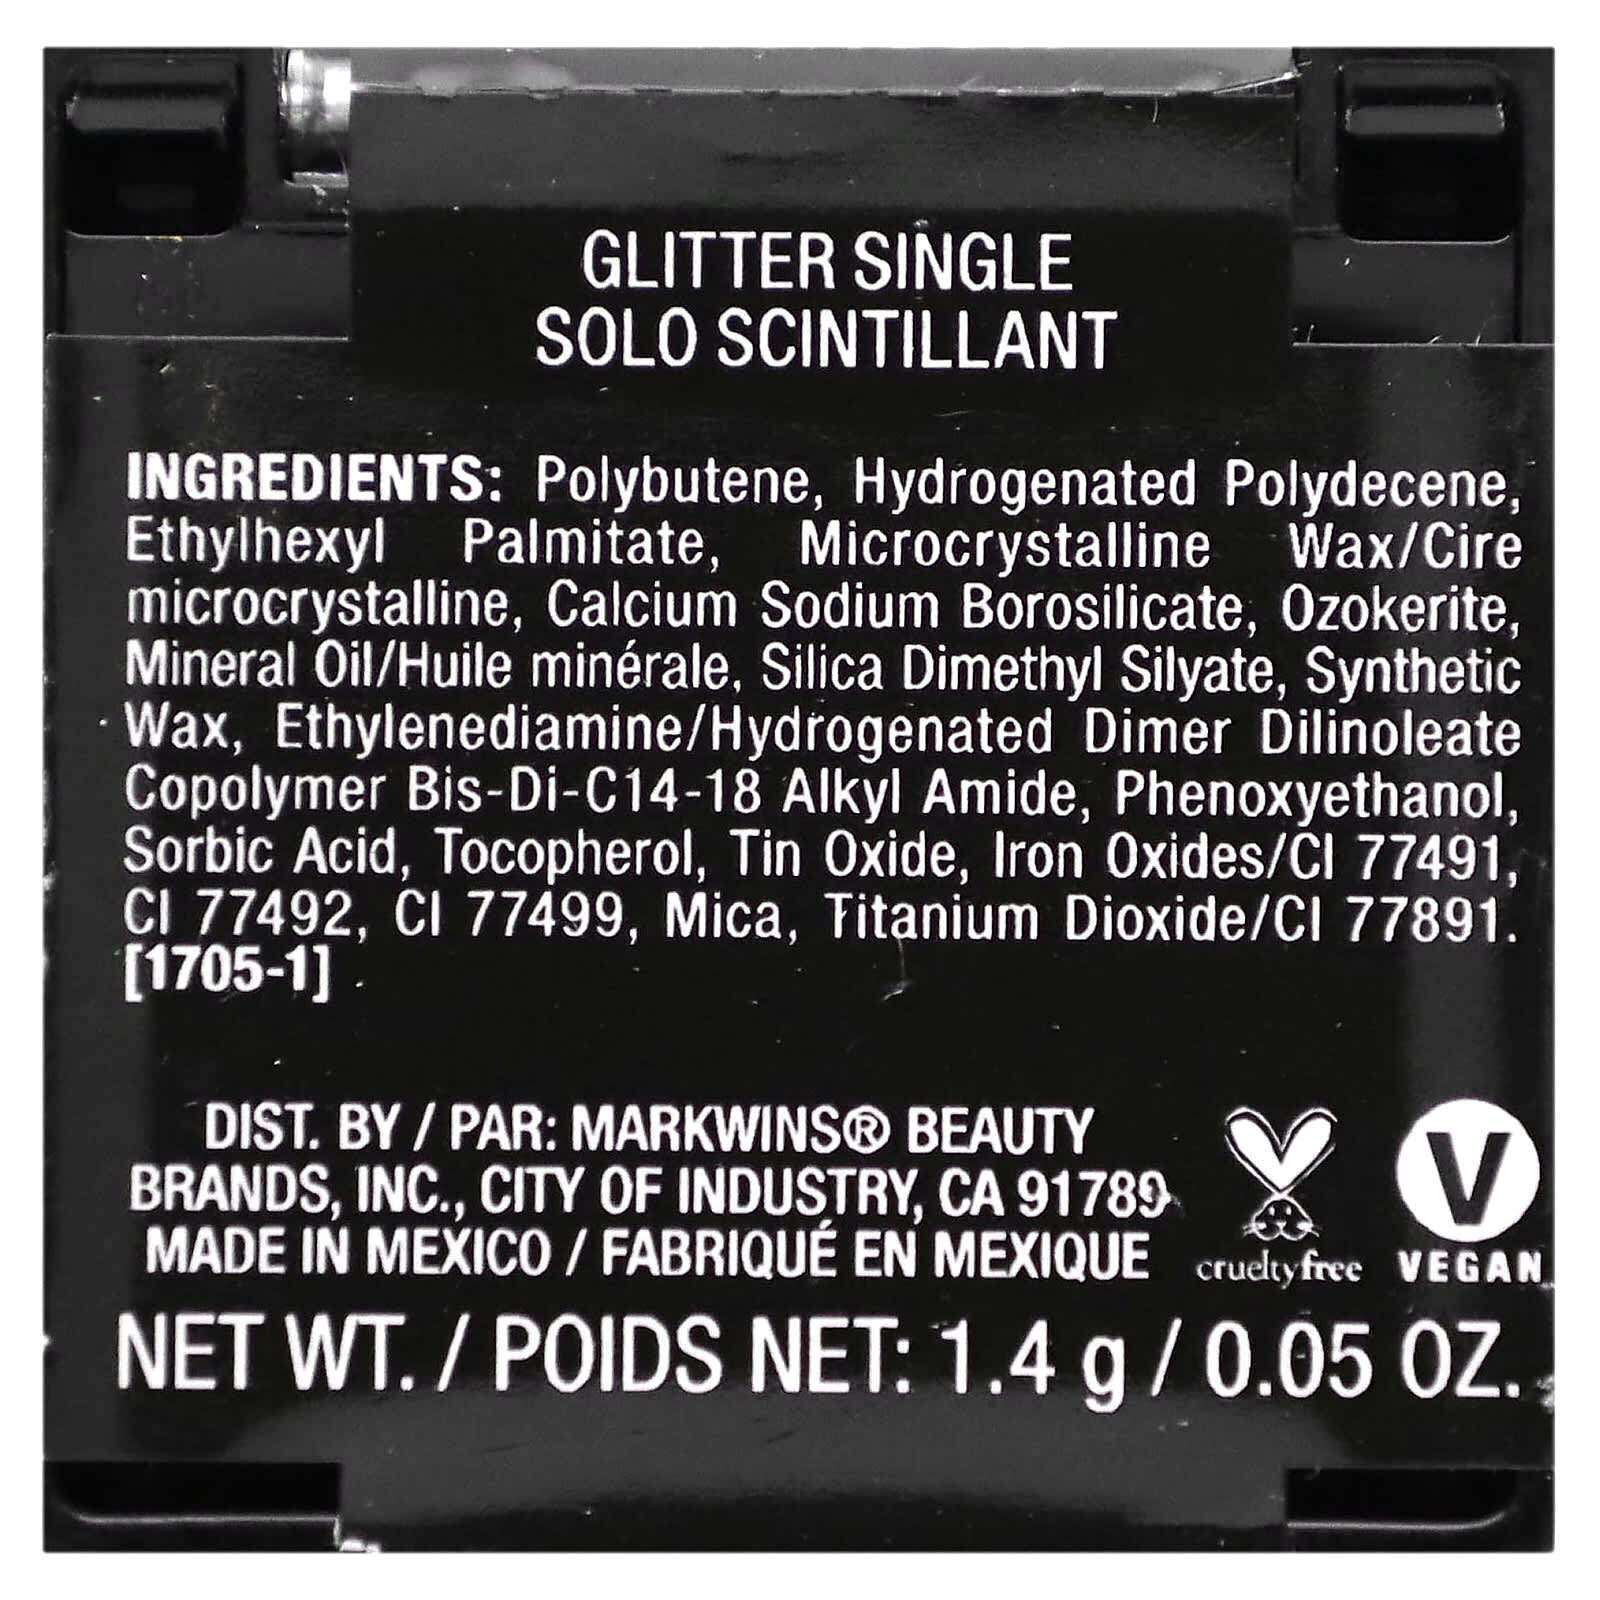 GLITTER SINGLE
SOLO SCINTILLANT
INGREDIENTS: Polybutene, Hydrogenated Polydecene,
Ethylhexyl Palmitate, Microcrystalline Wax/Cire
microcrystalline, Calcium Sodium Borosilicate, Ozokerite,
Mineral Oil/Huile minérale, Silica Dimethyl Silyate, Synthetic
Wax, Ethylenediamine/Hydrogenated Dimer Dilinoleate
Copolymer Bis-Di-C14-18 Alkyl Amide, Phenoxyethanol,
Sorbic Acid, Tocopherol, Tin Oxide, Iron Oxides/CI 77491,
CI 77492, CI 77499, Mica, Titanium Dioxide/CI 77891.
[1705-1]
DIST. BY / PAR: MARKWINS® BEAUTY
BRANDS, INC., CITY OF INDUSTRY, CA 91789
MADE IN MEXICO / FABRIQUÉ EN MEXIQUE
crueltyfree
V
VEGAN
NET WT. / POIDS NET: 1.4 g / 0.05 OZ.